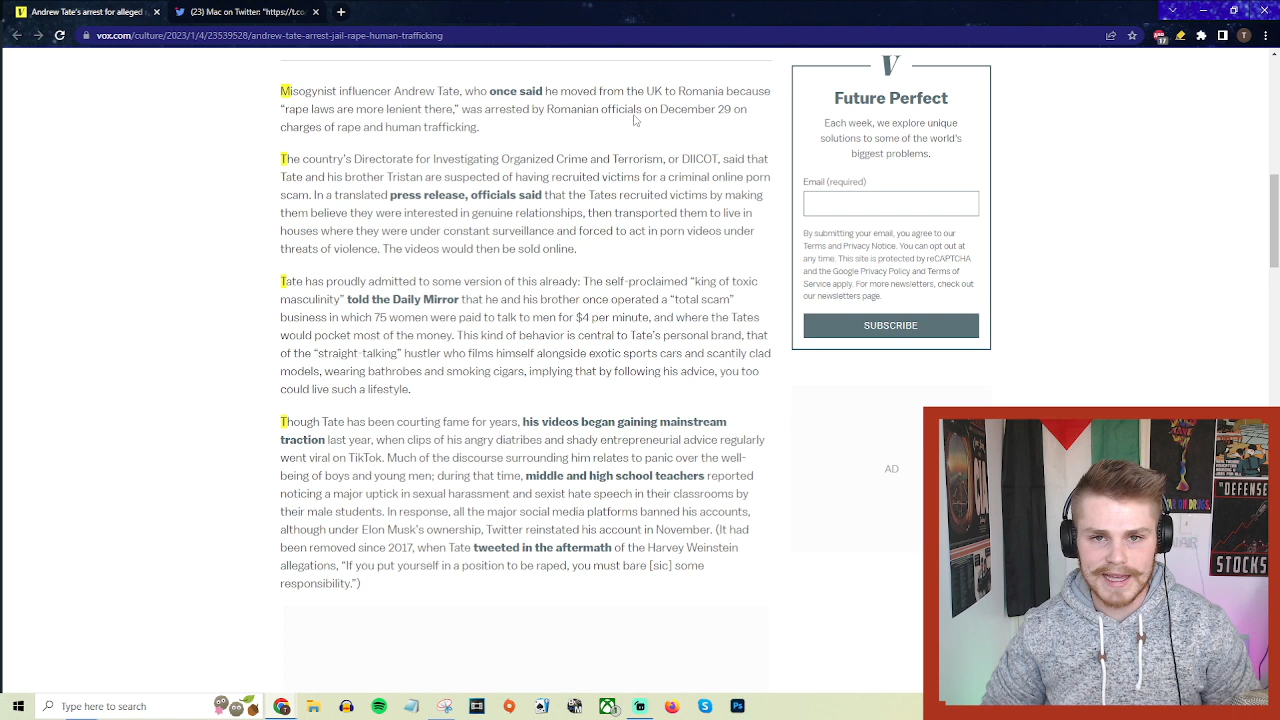 Andrew Tate's arrest for alleged
(23) Mac on Twitter: "https://t.co
vox.com/culture/2023/1/4/23539528/andrew-tate-arrest-jail-rape-human-trafficking
17
T
Misogynist influencer Andrew Tate, who once said he moved from the UK to Romania because
“rape laws are more lenient there,” was arrested by Romanian officials on December 29 on
charges of rape and human trafficking.
The country’s Directorate for Investigating Organized Crime and Terrorism, or DIICOT, said that
Tate and his brother Tristan are suspected of having recruited victims for a criminal online porn
scam. In a translated press release, officials said that the Tates recruited victims by making
them believe they were interested in genuine relationships, then transported them to live in
houses where they were under constant surveillance and forced to act in porn videos under
threats of violence. The videos would then be sold online.
Tate has proudly admitted to some version of this already: The self-proclaimed “king of toxic
masculinity” told the Daily Mirror that he and his brother once operated a “total scam”
business in which 75 women were paid to talk to men for $4 per minute, and where the Tates
would pocket most of the money. This kind of behavior is central to Tate’s personal brand, that
of the “straight-talking” hustler who films himself alongside exotic sports cars and scantily clad
models, wearing bathrobes and smoking cigars, implying that by following his advice, you too
could live such a lifestyle.
Though Tate has been courting fame for years, his videos began gaining mainstream
traction last year, when clips of his angry diatribes and shady entrepreneurial advice regularly
went viral on TikTok. Much of the discourse surrounding him relates to panic over the well-
being of boys and young men; during that time, middle and high school teachers reported
noticing a major uptick in sexual harassment and sexist hate speech in their classrooms by
their male students. In response, all the major social media platforms banned his accounts,
although under Elon Musk’s ownership, Twitter reinstated his account in November. (It had
been removed since 2017, when Tate tweeted in the aftermath of the Harvey Weinstein
allegations, “If you put yourself in a position to be raped, you must bare [sic] some
responsibility.”)
V
Future Perfect
Each week, we explore unique
solutions to some of the world's
biggest problems.
Email (required)
By submitting your email, you agree to our
Terms and Privacy Notice. You can opt out at
any time. This site is protected by reCAPTCHA
and the Google Privacy Policy and Terms of
Service apply. For more newsletters, check out
our newsletters page.
SUBSCRIBE
AD
ON DRUGS.
"DEFENSE"
STOCKS
Type here to search